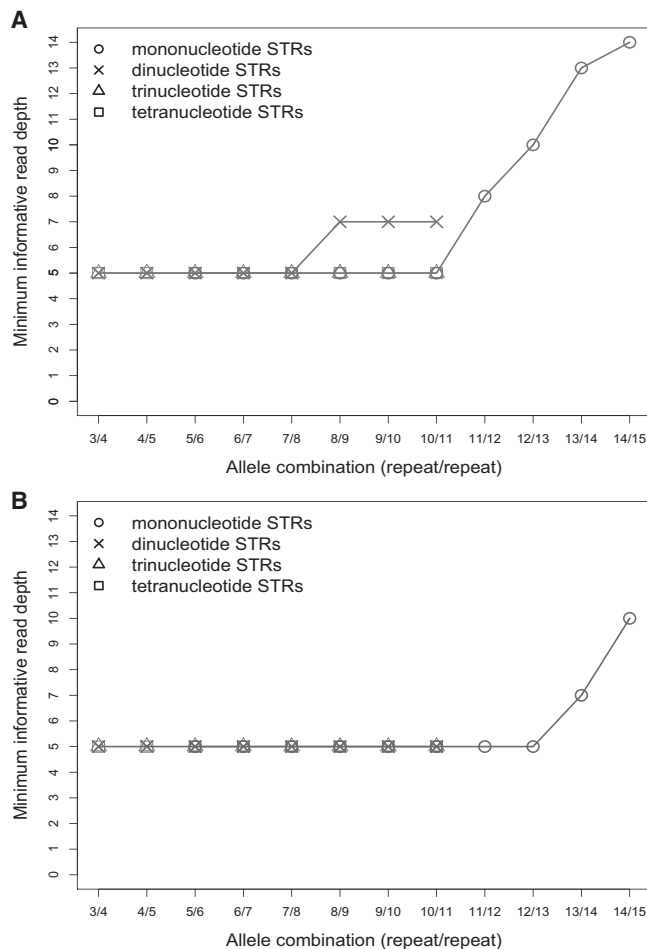 A
mononucleotide STRs
dinucleotide STRs
trinucleotide STRs
tetranucleotide STRs
Minimum informative read depth
14
13
12
11
10
9
8
7
6
5
4
3
2
1
0
3/4 4/5 5/6 6/7 7/8 8/9 9/10 10/11 11/12 12/13 13/14 14/15
Allele combination (repeat/repeat)
B
mononucleotide STRs
dinucleotide STRs
trinucleotide STRs
tetranucleotide STRs
Minimum informative read depth
14
13
12
11
10
9
8
7
6
5
4
3
2
1
0
3/4 4/5 5/6 6/7 7/8 8/9 9/10 10/11 11/12 12/13 13/14 14/15
Allele combination (repeat/repeat)